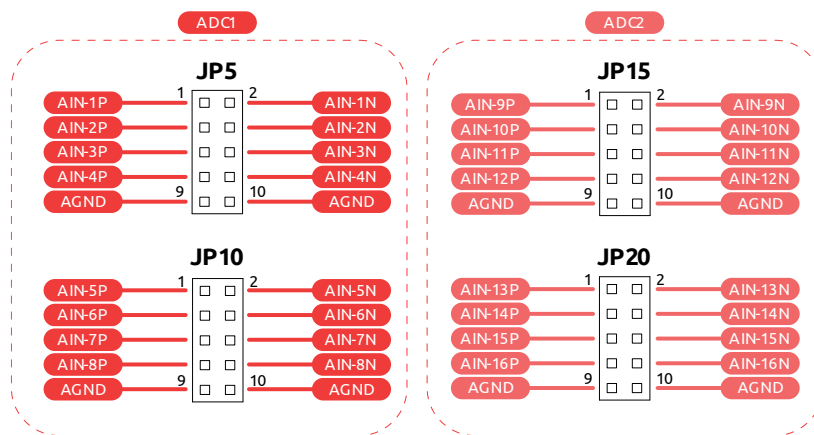 ADC1
JP5
1 2
AIN-1P AIN-1N
AIN-2P AIN-2N
AIN-3P AIN-3N
AIN-4P AIN-4N
9 10
AGND AGND
JP10
1 2
AIN-5P AIN-5N
AIN-6P AIN-6N
AIN-7P AIN-7N
AIN-8P AIN-8N
9 10
AGND AGND
ADC2
JP15
1 2
AIN-9P AIN-9N
AIN-10P AIN-10N
AIN-11P AIN-11N
AIN-12P AIN-12N
9 10
AGND AGND
JP20
1 2
AIN-13P AIN-13N
AIN-14P AIN-14N
AIN-15P AIN-15N
AIN-16P AIN-16N
9 10
AGND AGND